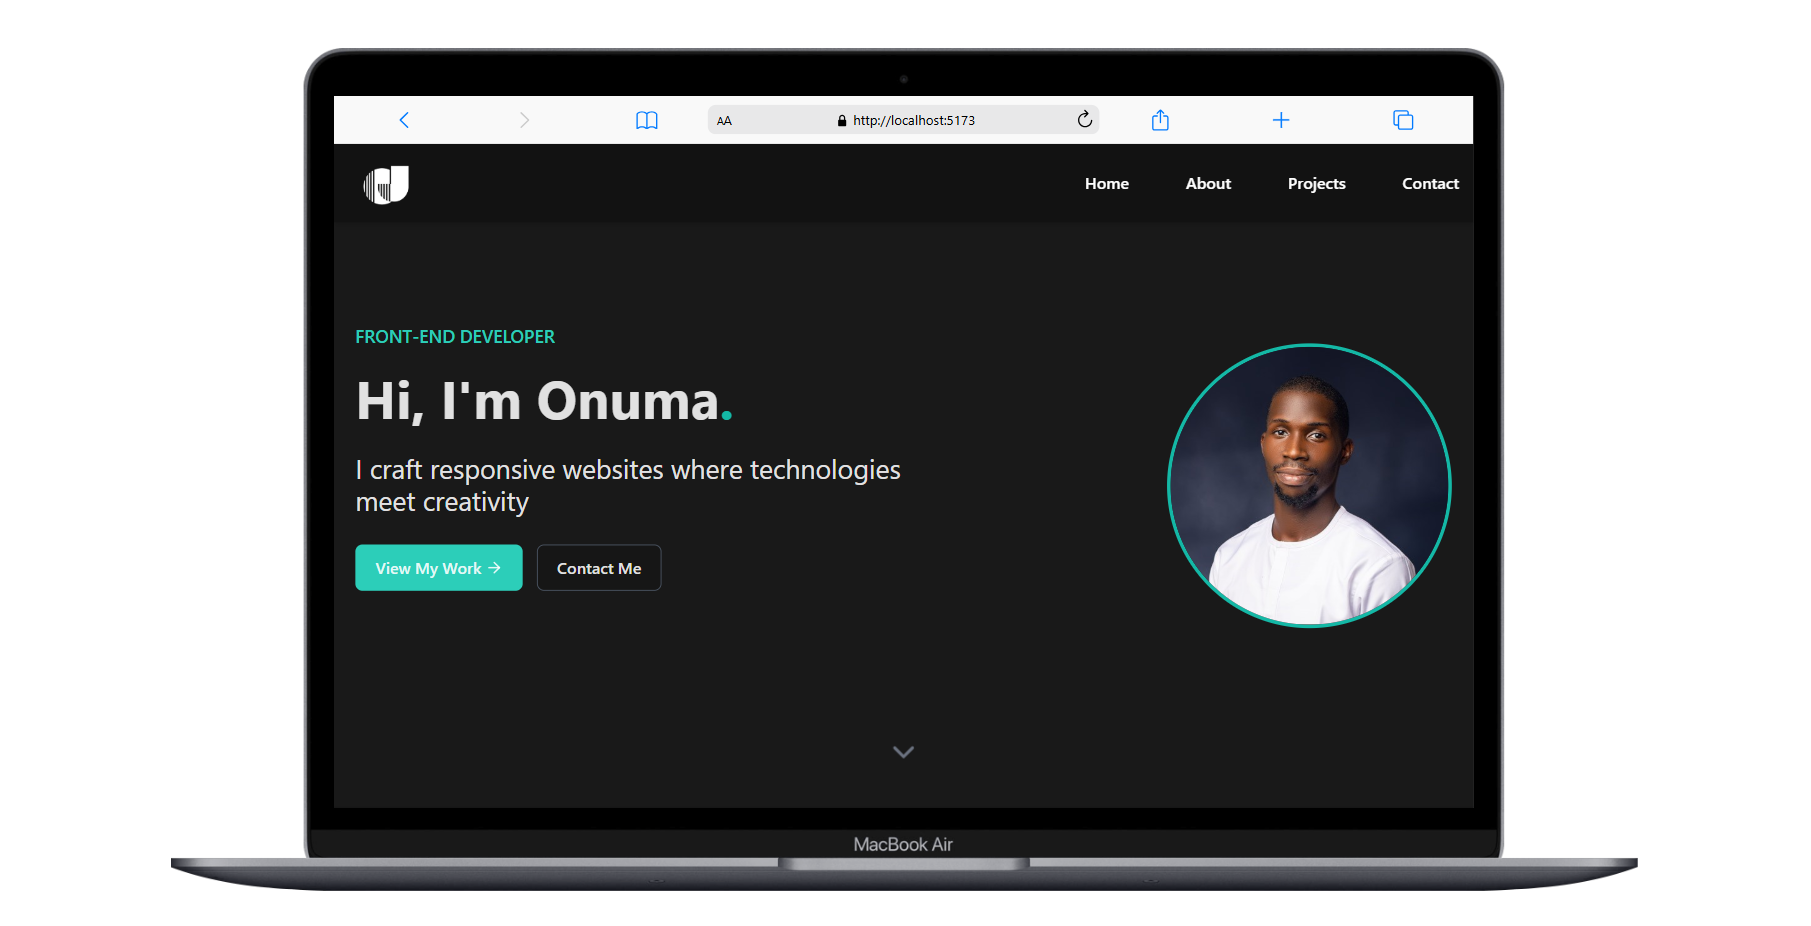 AA http://localhost:5173
Home About Projects Contact
FRONT-END DEVELOPER
Hi, I'm Onuma.
I craft responsive websites where technologies
meet creativity
View My Work → Contact Me
MacBook Air